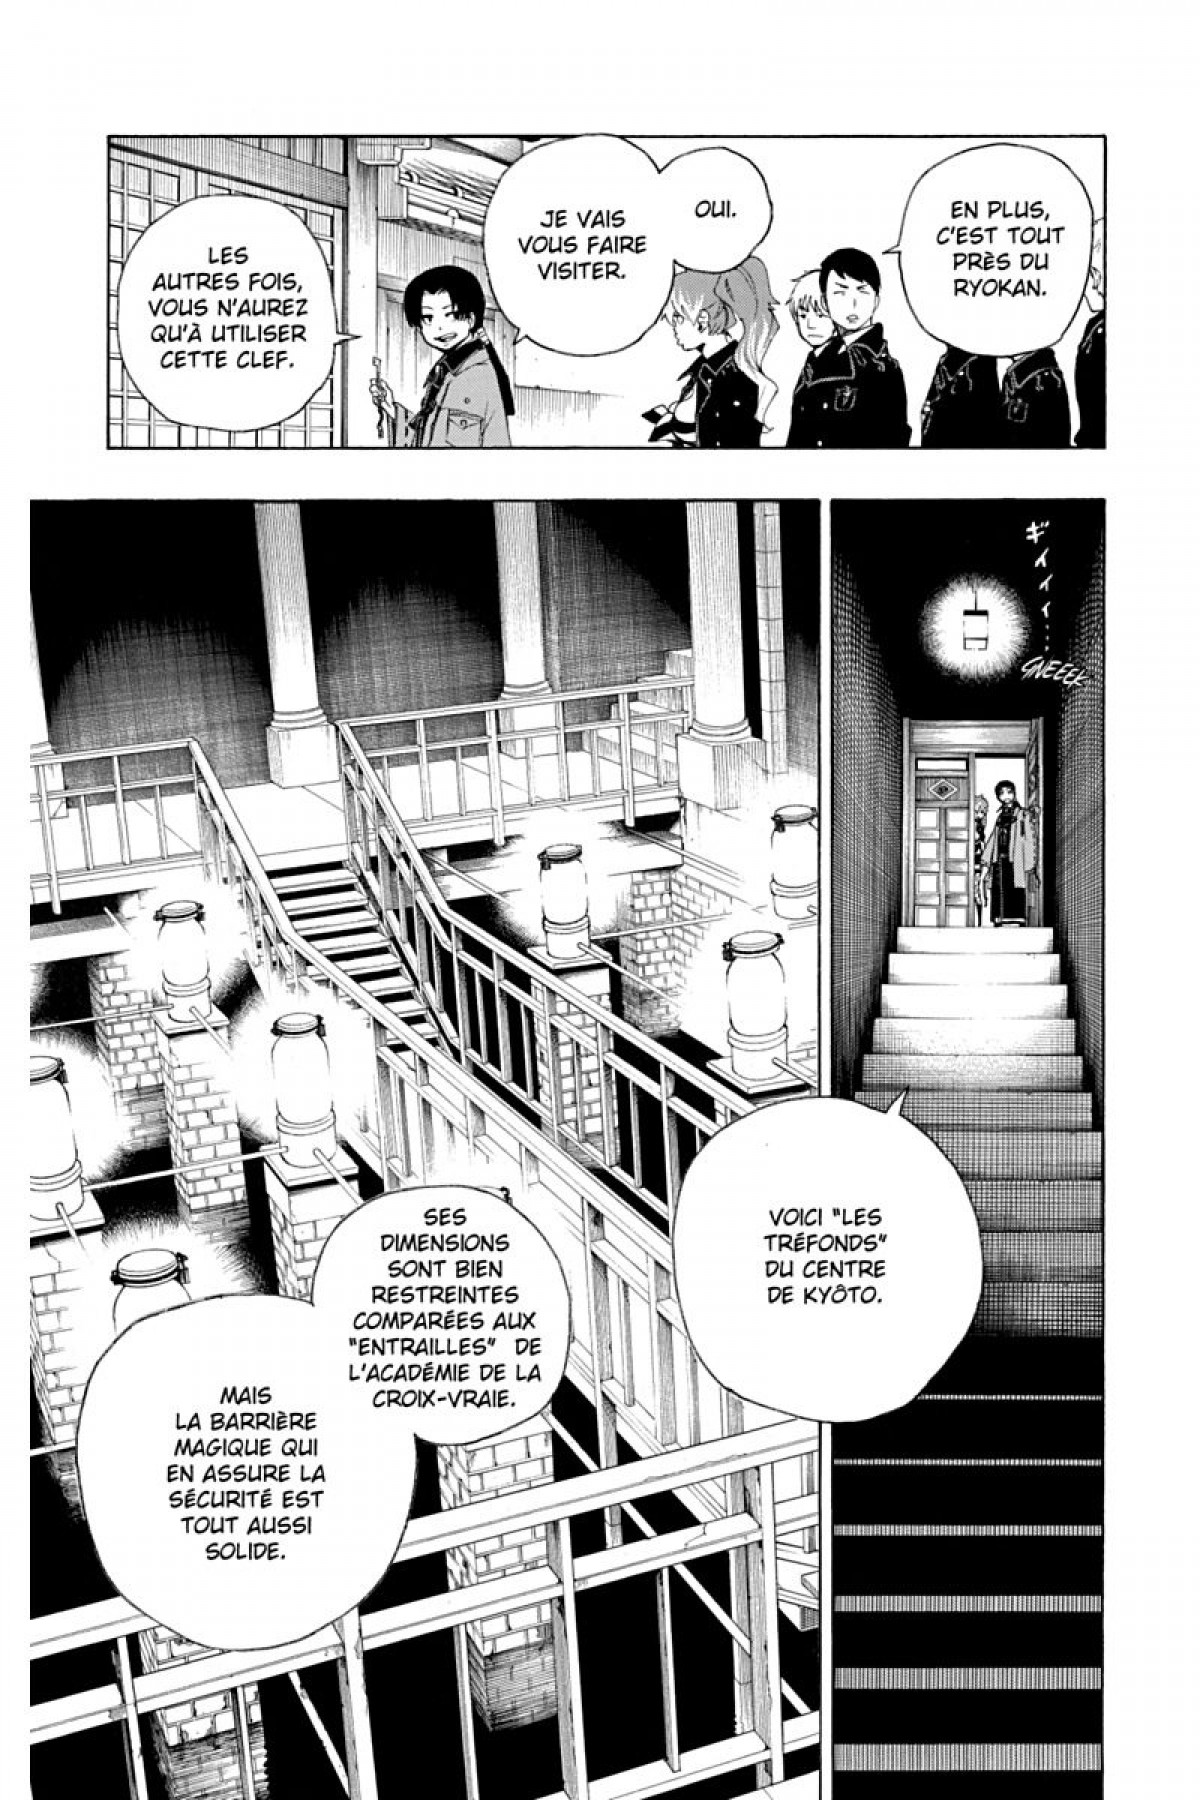 EN PLUS,
C'EST TOUT
PRÈS DU
RYOKAN.
OUI.
JE VAIS
VOUS FAIRE
VISITER.
LES
AUTRES FOIS,
VOUS N'AUREZ
QU'À UTILISER
CETTE CLEF.
ギィィィ…
GNEEEK
VOICI "LES
TRÉFONDS"
DU CENTRE
DE KYÔTO.
SES
DIMENSIONS
SONT BIEN
RESTREINTES
COMPARÉES AUX
"ENTRAILLES" DE
L'ACADÉMIE DE LA
CROIX-VRAIE.
MAIS
LA BARRIÈRE
MAGIQUE QUI
EN ASSURE LA
SÉCURITÉ EST
TOUT AUSSI
SOLIDE.